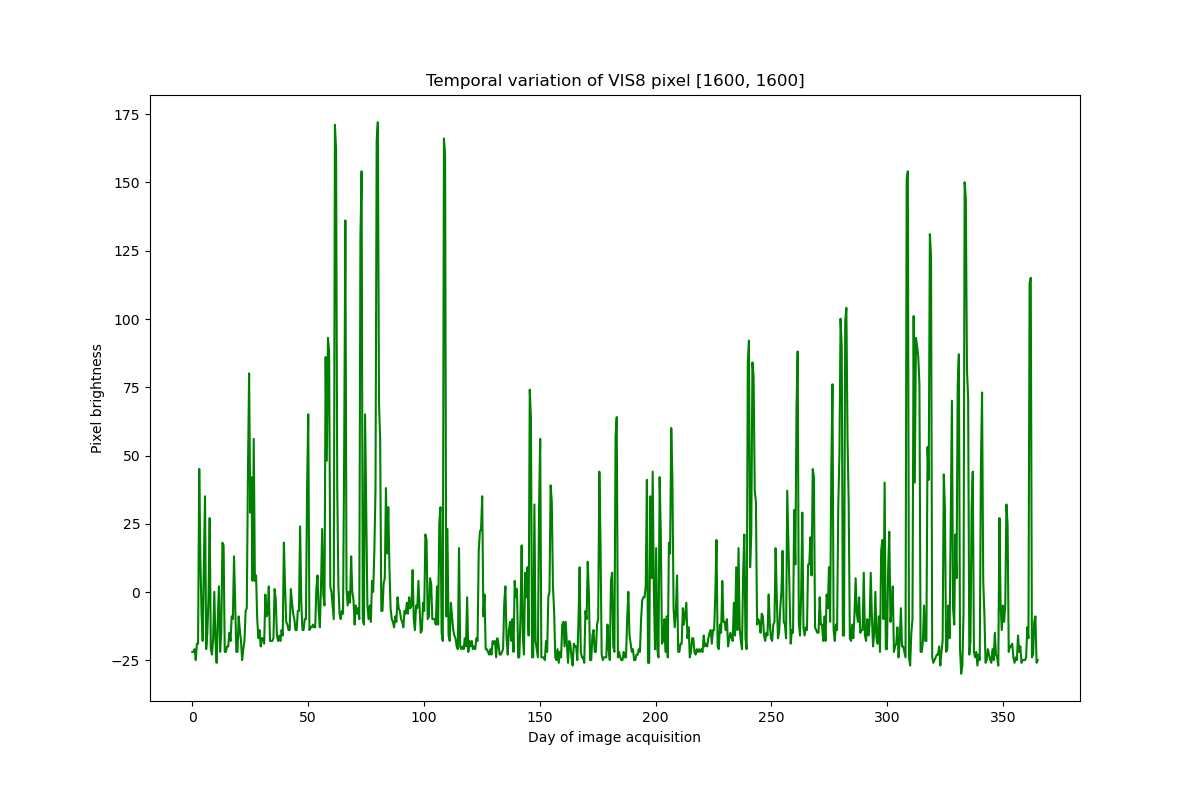 Temporal variation of VIS8 pixel [1600, 1600]
175
150
125
100
75
50
25
0
−25
Pixel brightness
0 50 100 150 200 250 300 350
Day of image acquisition